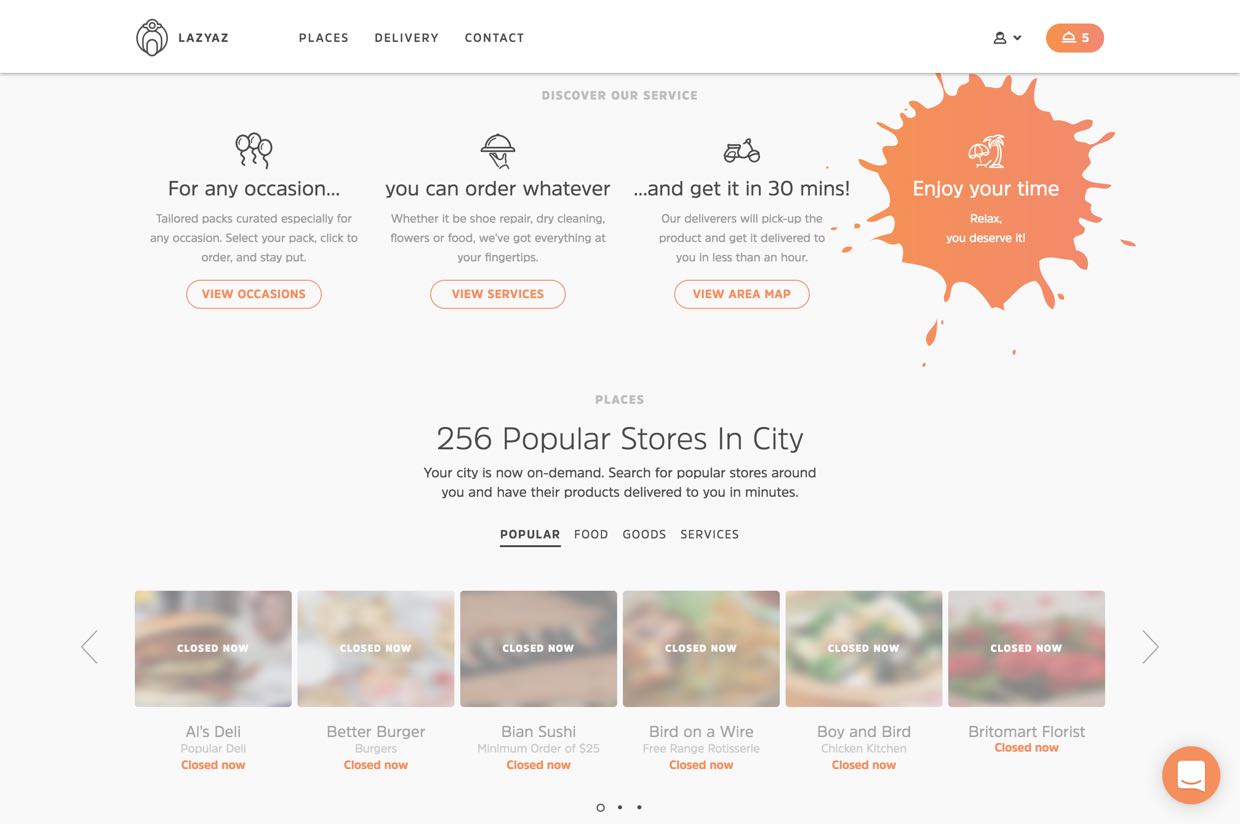 LAZYAZ
PLACES
DELIVERY
CONTACT
5
DISCOVER OUR SERVICE
For any occasion...
Tailored packs curated especially for
any occasion. Select your pack, click to
order, and stay put.
VIEW OCCASIONS
you can order whatever
Whether it be shoe repair, dry cleaning,
flowers or food, we've got everything at
your fingertips.
VIEW SERVICES
...and get it in 30 mins!
Our deliverers will pick-up the
product and get it delivered to
you in less than an hour.
VIEW AREA MAP
Enjoy your time
Relax,
you deserve it!
PLACES
256 Popular Stores In City
Your city is now on-demand. Search for popular stores around
you and have their products delivered to you in minutes.
POPULAR
FOOD
GOODS
SERVICES
CLOSED NOW
Al's Deli
Popular Deli
Closed now
CLOSED NOW
Better Burger
Burgers
Closed now
CLOSED NOW
Bian Sushi
Minimum Order of $25
Closed now
CLOSED NOW
Bird on a Wire
Free Range Rotisserie
Closed now
CLOSED NOW
Boy and Bird
Chicken Kitchen
Closed now
CLOSED NOW
Britomart Florist
Closed now